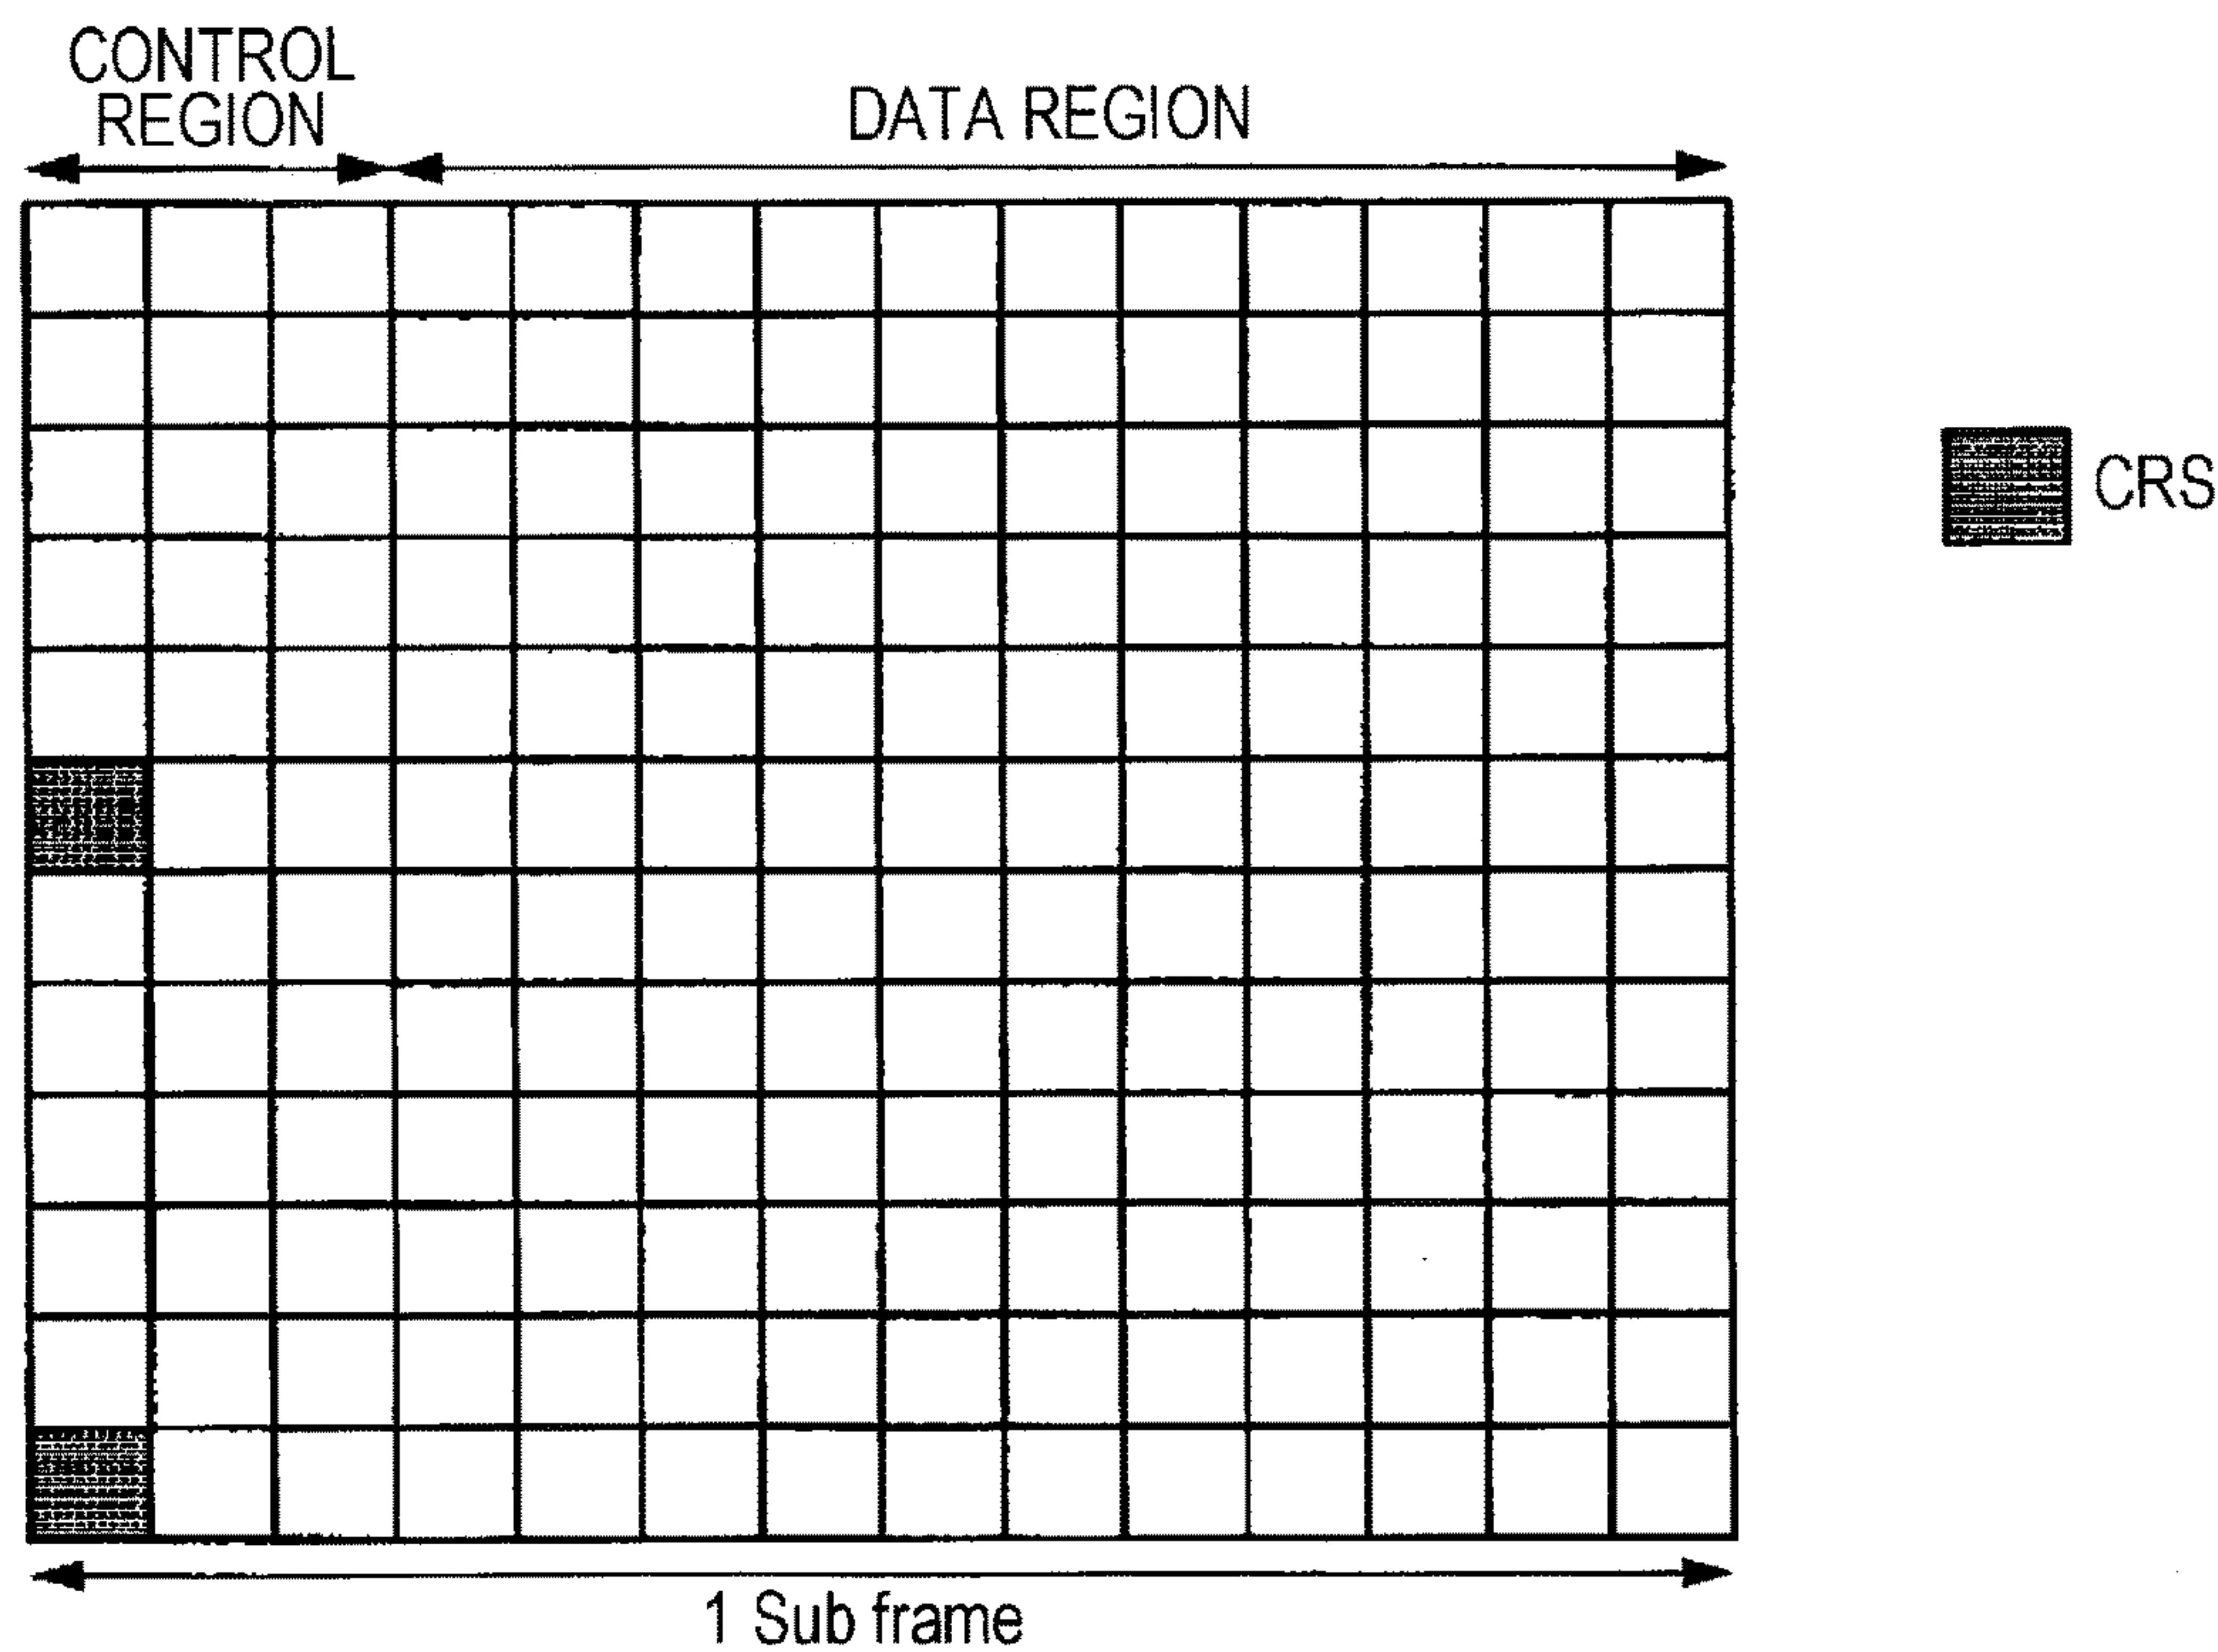 CONTROL
REGION
DATA REGION
CRS
1 Sub frame